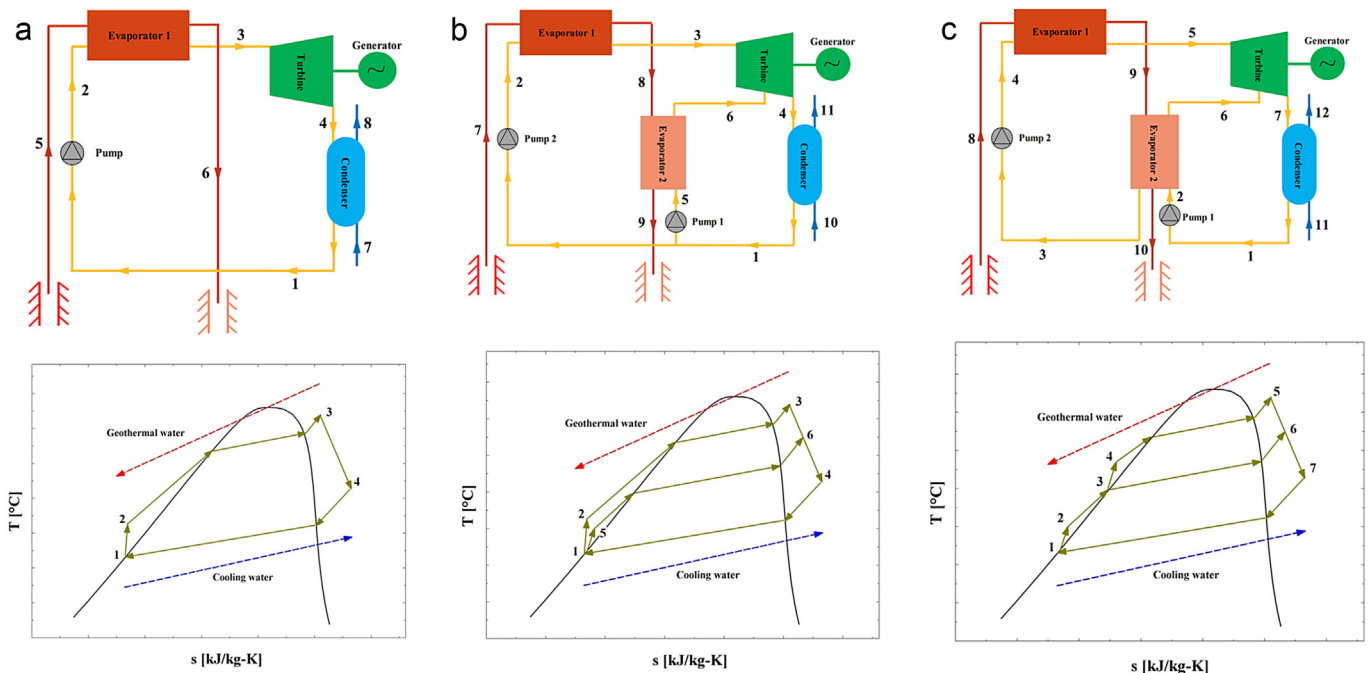 a
Evaporator 1
3
Generator
Turbine
2
4
8
5
Pump
Condenser
6
7
1
b
Evaporator 1
3
Generator
Turbine
2
8
6
4
11
7
Pump 2
Evaporator 2
Condenser
5
9
Pump 1
10
1
c
Evaporator 1
5
Generator
Turbine
4
9
6
7
12
8
Pump 2
Evaporator 2
Condenser
2
Pump 1
11
3
10
1
T [°C]
Geothermal water
3
4
2
1
Cooling water
s [kJ/kg-K]
T [°C]
Geothermal water
3
6
4
2
5
1
Cooling water
s [kJ/kg-K]
T [°C]
Geothermal water
5
6
4
7
3
2
1
Cooling water
s [kJ/kg-K]